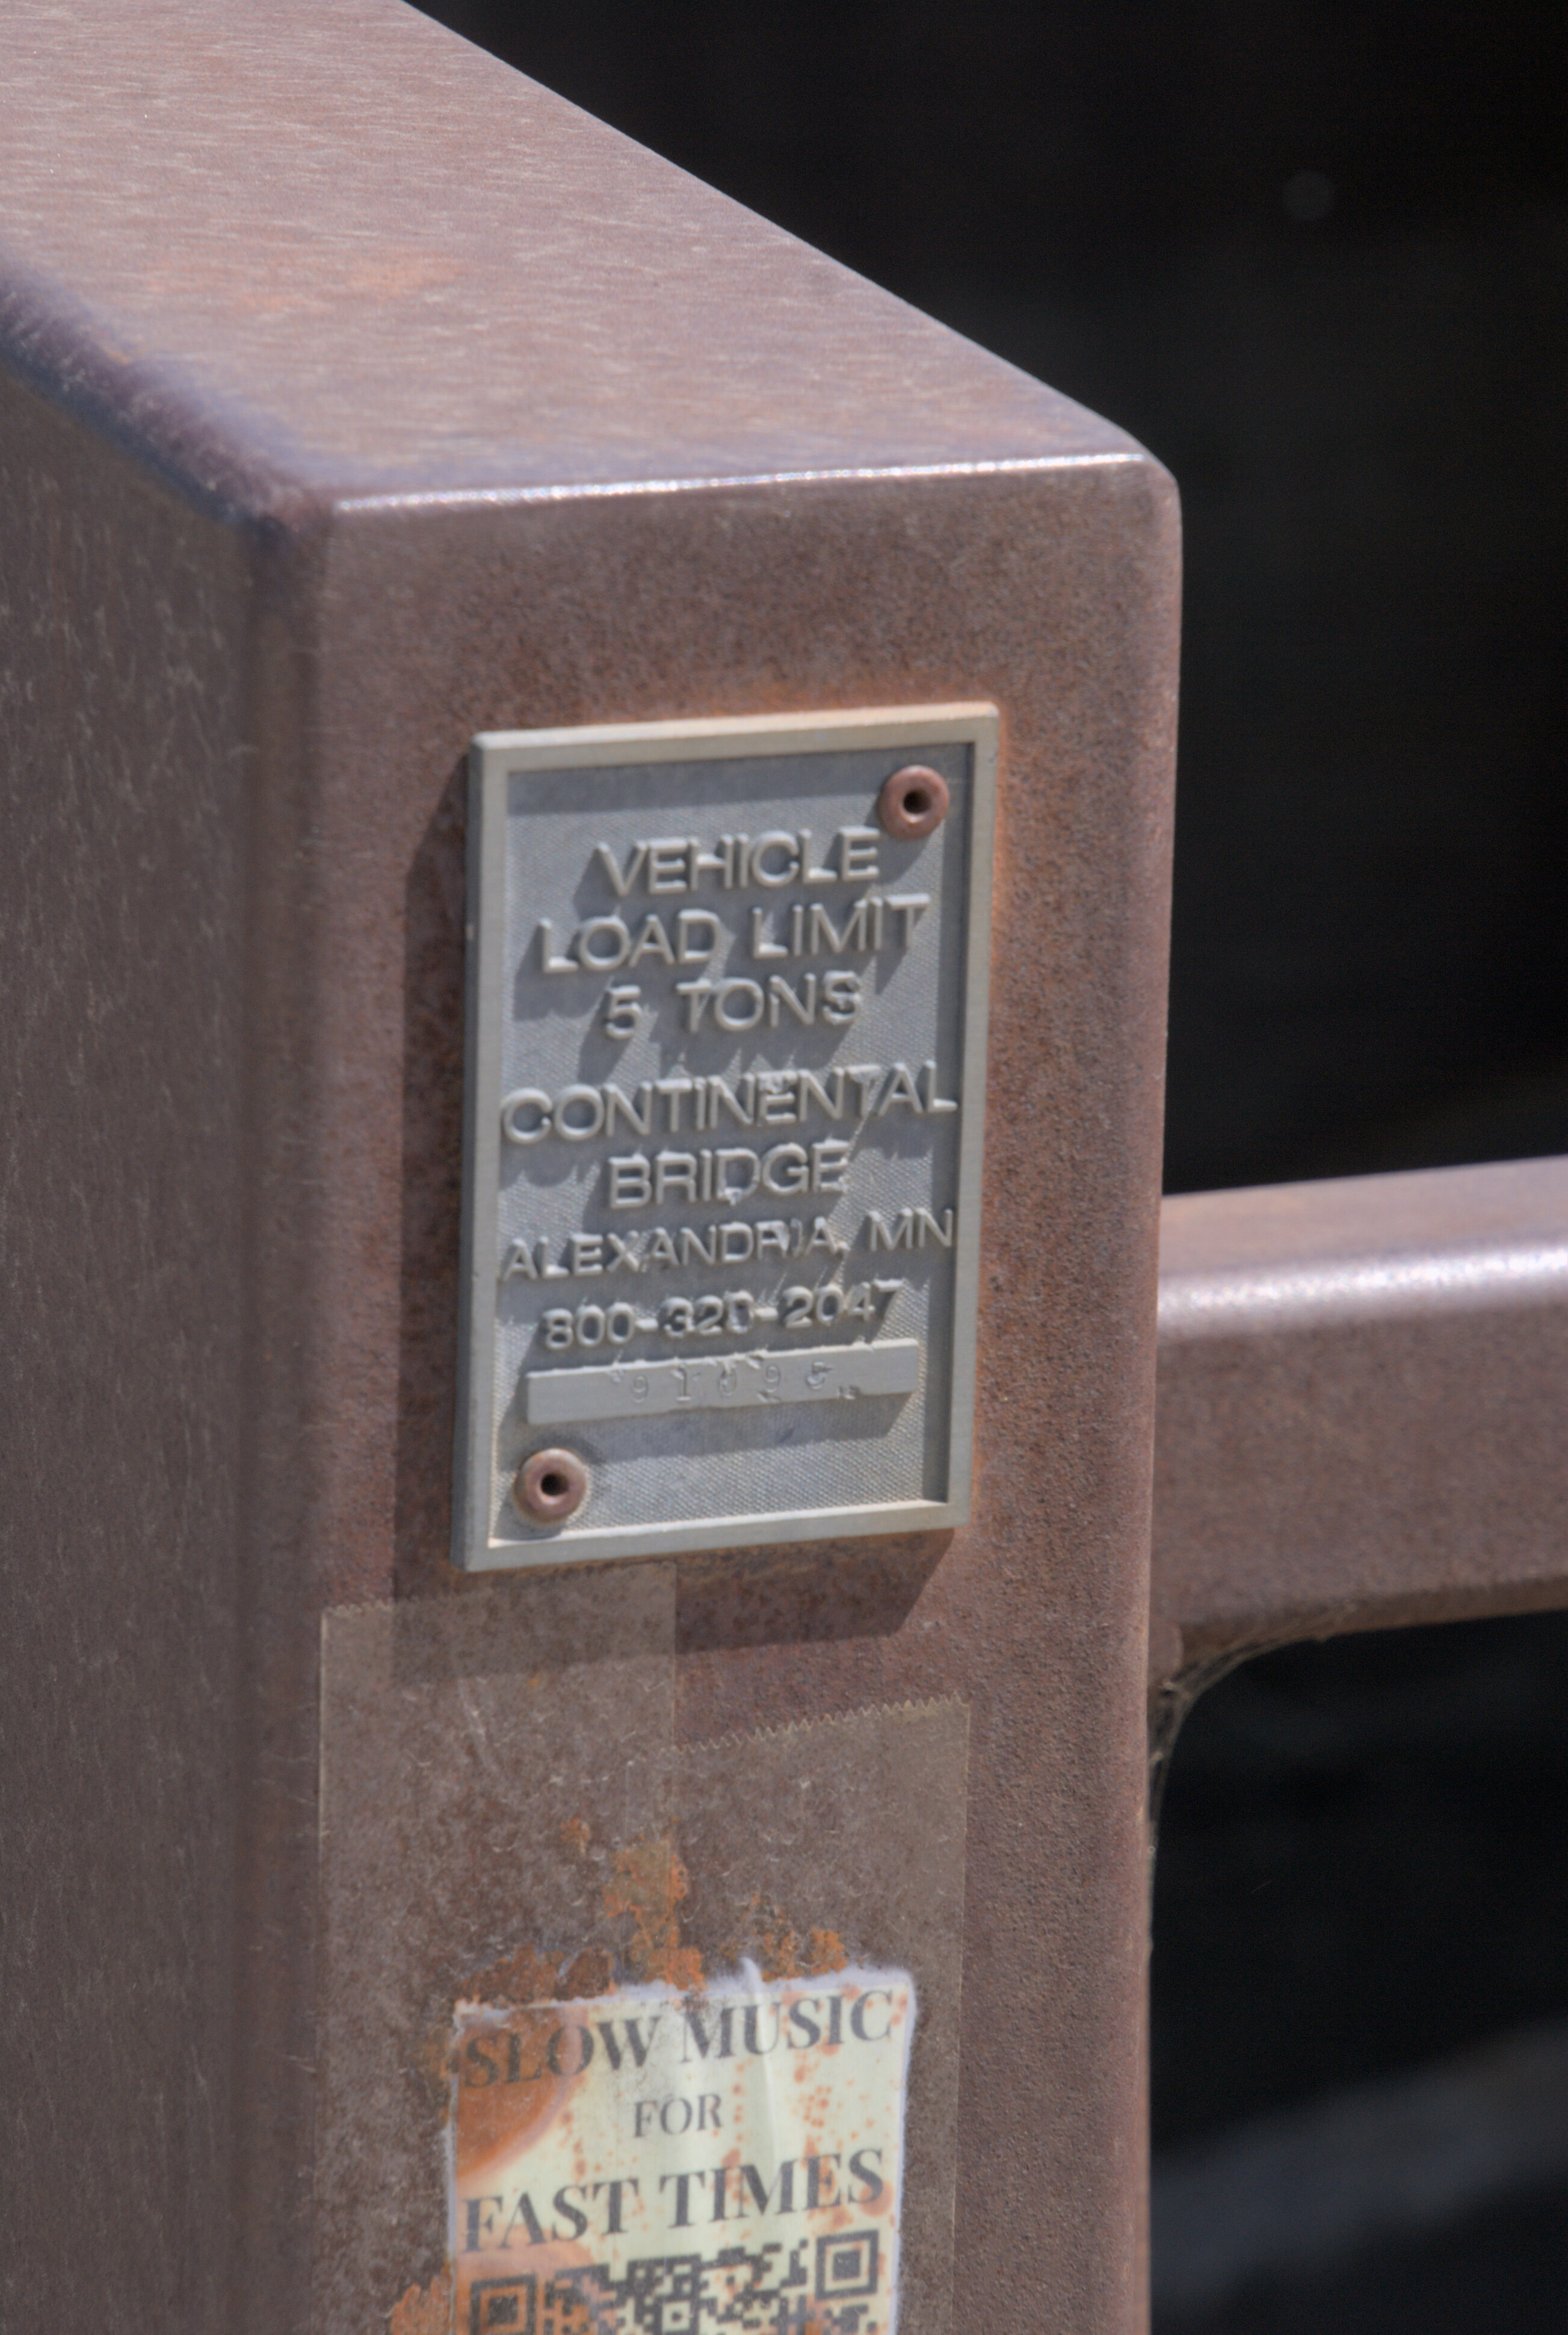 VEHICLE
LOAD LIMIT
5 TONS
CONTINENTAL
BRIDGE
ALEXANDRIA, MN
800-320-2047
SLOW MUSIC
FOR
FAST TIMES